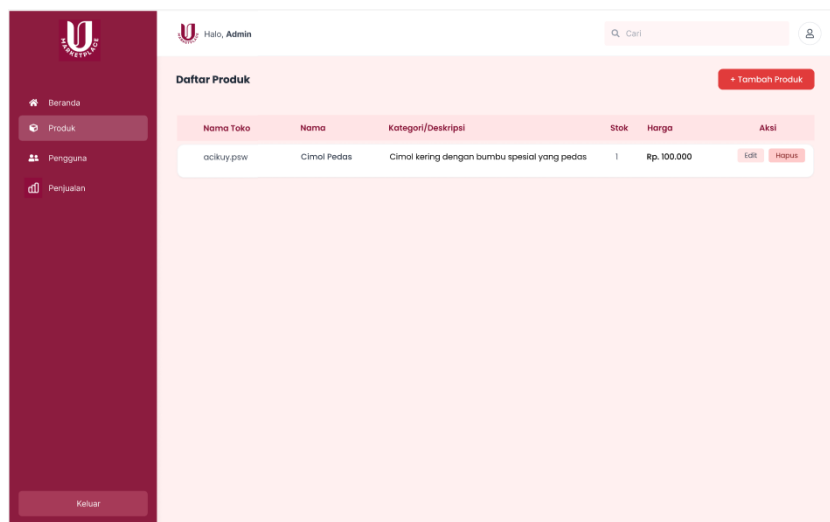 U
MARKETPLACE
Beranda
Produk
Pengguna
Penjualan
Keluar
Halo, Admin
Cari
Daftar Produk
+ Tambah Produk
Nama Toko Nama Kategori/Deskripsi Stok Harga Aksi
acikuy.psw Cimol Pedas Cimol kering dengan bumbu spesial yang pedas 1 Rp. 100.000 Edit Hapus